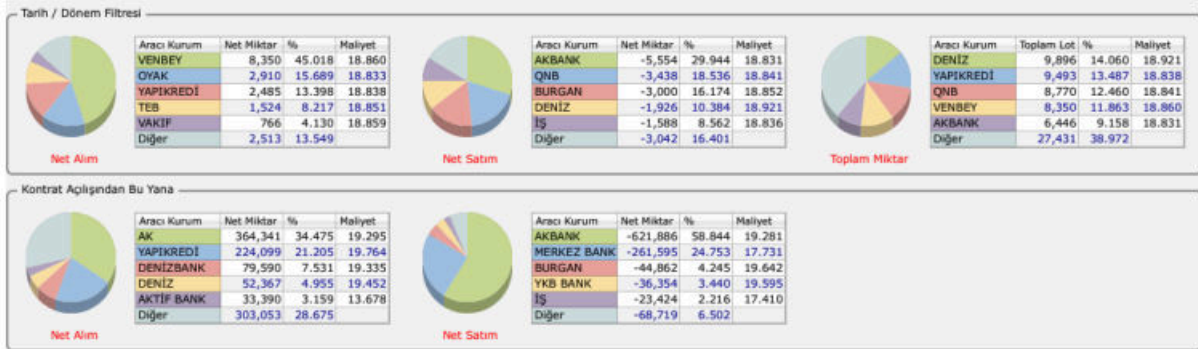 Tarih / Dönem Filtresi
Aracı Kurum Net Miktar % Maliyet
VENBEY 8,350 45.018 18.860
OYAK 2,910 15.689 18.833
YAPIKREDİ 2,485 13.398 18.838
TEB 1,524 8.217 18.851
VAKIF 766 4.130 18.859
Diğer 2,513 13.549
Net Alım
Aracı Kurum Net Miktar % Maliyet
AKBANK -5,554 29.944 18.831
QNB -3,438 18.536 18.841
BURGAN -3,000 16.174 18.852
DENİZ -1,926 10.384 18.921
İŞ -1,588 8.562 18.836
Diğer -3,042 16.401
Net Satım
Aracı Kurum Toplam Lot % Maliyet
DENİZ 9,896 14.060 18.921
YAPIKREDİ 9,493 13.487 18.838
QNB 8,770 12.460 18.841
VENBEY 8,350 11.863 18.860
AKBANK 6,446 9.158 18.831
Diğer 27,431 38.972
Toplam Miktar
Kontrat Açılışından Bu Yana
Aracı Kurum Net Miktar % Maliyet
AK 364,341 34.475 19.295
YAPIKREDİ 224,099 21.205 19.764
DENİZBANK 79,590 7.531 19.335
DENİZ 52,367 4.955 19.452
AKTİF BANK 33,390 3.159 13.678
Diğer 303,053 28.675
Net Alım
Aracı Kurum Net Miktar % Maliyet
AKBANK -621,886 58.844 19.281
MERKEZ BANK -261,595 24.753 17.731
BURGAN -44,862 4.245 19.642
YKB BANK -36,354 3.440 19.595
İŞ -23,424 2.216 17.410
Diğer -68,719 6.502
Net Satım